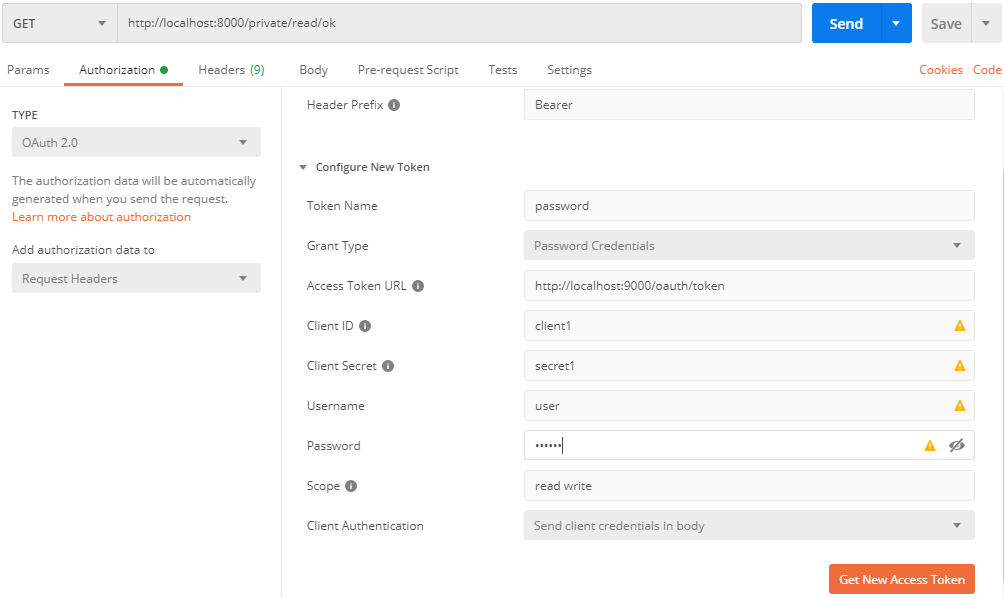 GET http://localhost:8000/private/read/ok Send Save
Params Authorization Headers (9) Body Pre-request Script Tests Settings Cookies Code
TYPE
OAuth 2.0
The authorization data will be automatically
generated when you send the request.
Learn more about authorization
Add authorization data to
Request Headers
Header Prefix Bearer
Configure New Token
Token Name password
Grant Type Password Credentials
Access Token URL http://localhost:9000/oauth/token
Client ID client1
Client Secret secret1
Username user
Password ••••••
Scope read write
Client Authentication Send client credentials in body
Get New Access Token